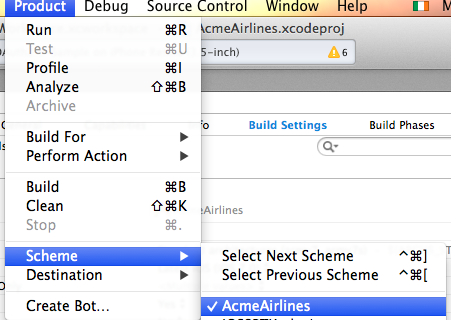 Product Debug Source Control Window Help
AcmeAirlines.xcodeproj
Run ⌘R
5-inch) 6
Test ⌘U
Profile ⌘I
Analyze ⇧⌘B
Archive
Build Settings Build Phases
Build For
Perform Action
Build ⌘B
Clean ⇧⌘K
eAirlines
Stop ⌘.
Scheme
Select Next Scheme ^⌘]
Destination
Select Previous Scheme ^⌘[
Create Bot...
✓ AcmeAirlines